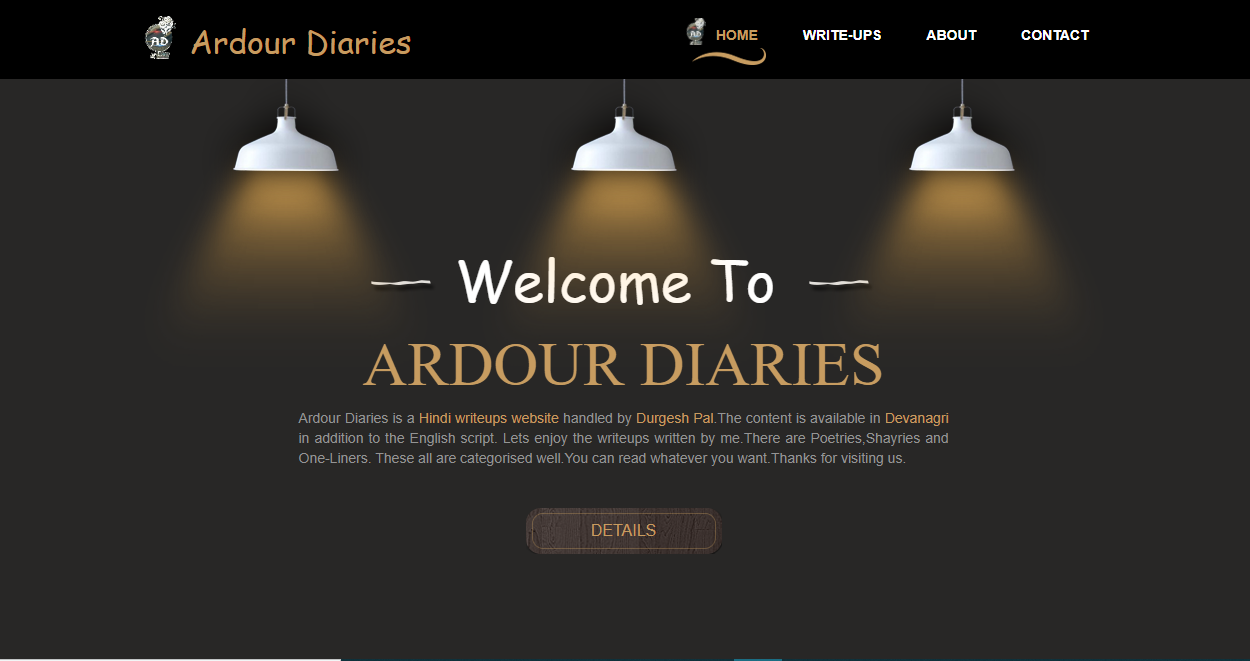 AD
Ardour Diaries
AD
HOME
WRITE-UPS
ABOUT
CONTACT
Welcome To
ARDOUR DIARIES
Ardour Diaries is a Hindi writeups website handled by Durgesh Pal.The content is available in Devanagri
in addition to the English script. Lets enjoy the writeups written by me.There are Poetries,Shayries and
One-Liners. These all are categorised well.You can read whatever you want.Thanks for visiting us.
DETAILS